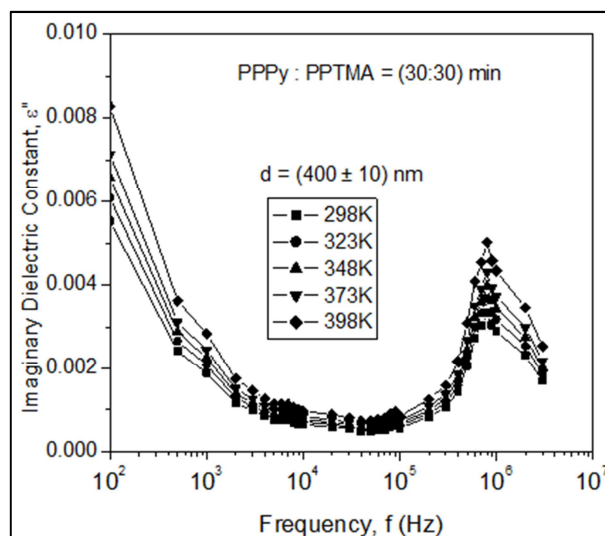 0.010
0.008
0.006
0.004
0.002
0.000
Imaginary Dielectric Constant, ε"
PPPy : PPTMA = (30:30) min
d = (400 ± 10) nm
298K
323K
348K
373K
398K
10² 10³ 10⁴ 10⁵ 10⁶ 10⁷
Frequency, f (Hz)